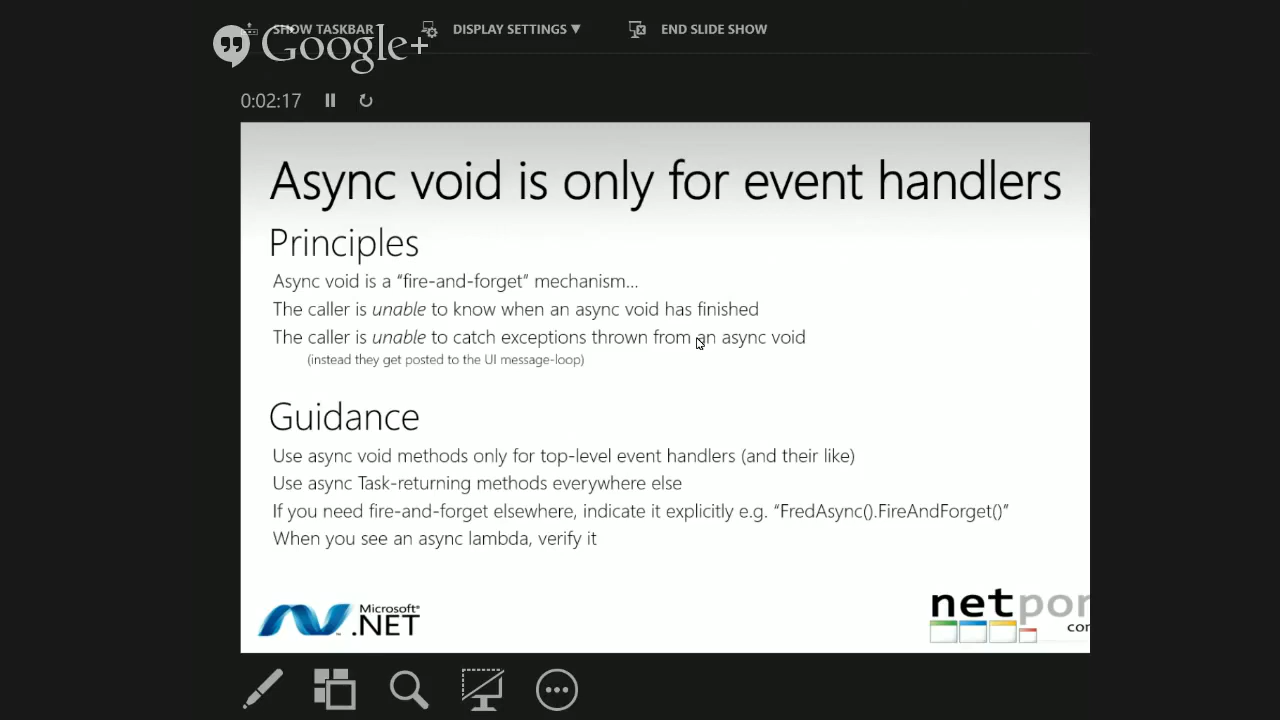 SHOW TASKBAR DISPLAY SETTINGS ▼ END SLIDE SHOW
Google+
0:02:17
Async void is only for event handlers
Principles
Async void is a “fire-and-forget” mechanism...
The caller is unable to know when an async void has finished
The caller is unable to catch exceptions thrown from an async void
(instead they get posted to the UI message-loop)
Guidance
Use async void methods only for top-level event handlers (and their like)
Use async Task-returning methods everywhere else
If you need fire-and-forget elsewhere, indicate it explicitly e.g. “FredAsync().FireAndForget()”
When you see an async lambda, verify it
Microsoft®
.NET™
netpon
con